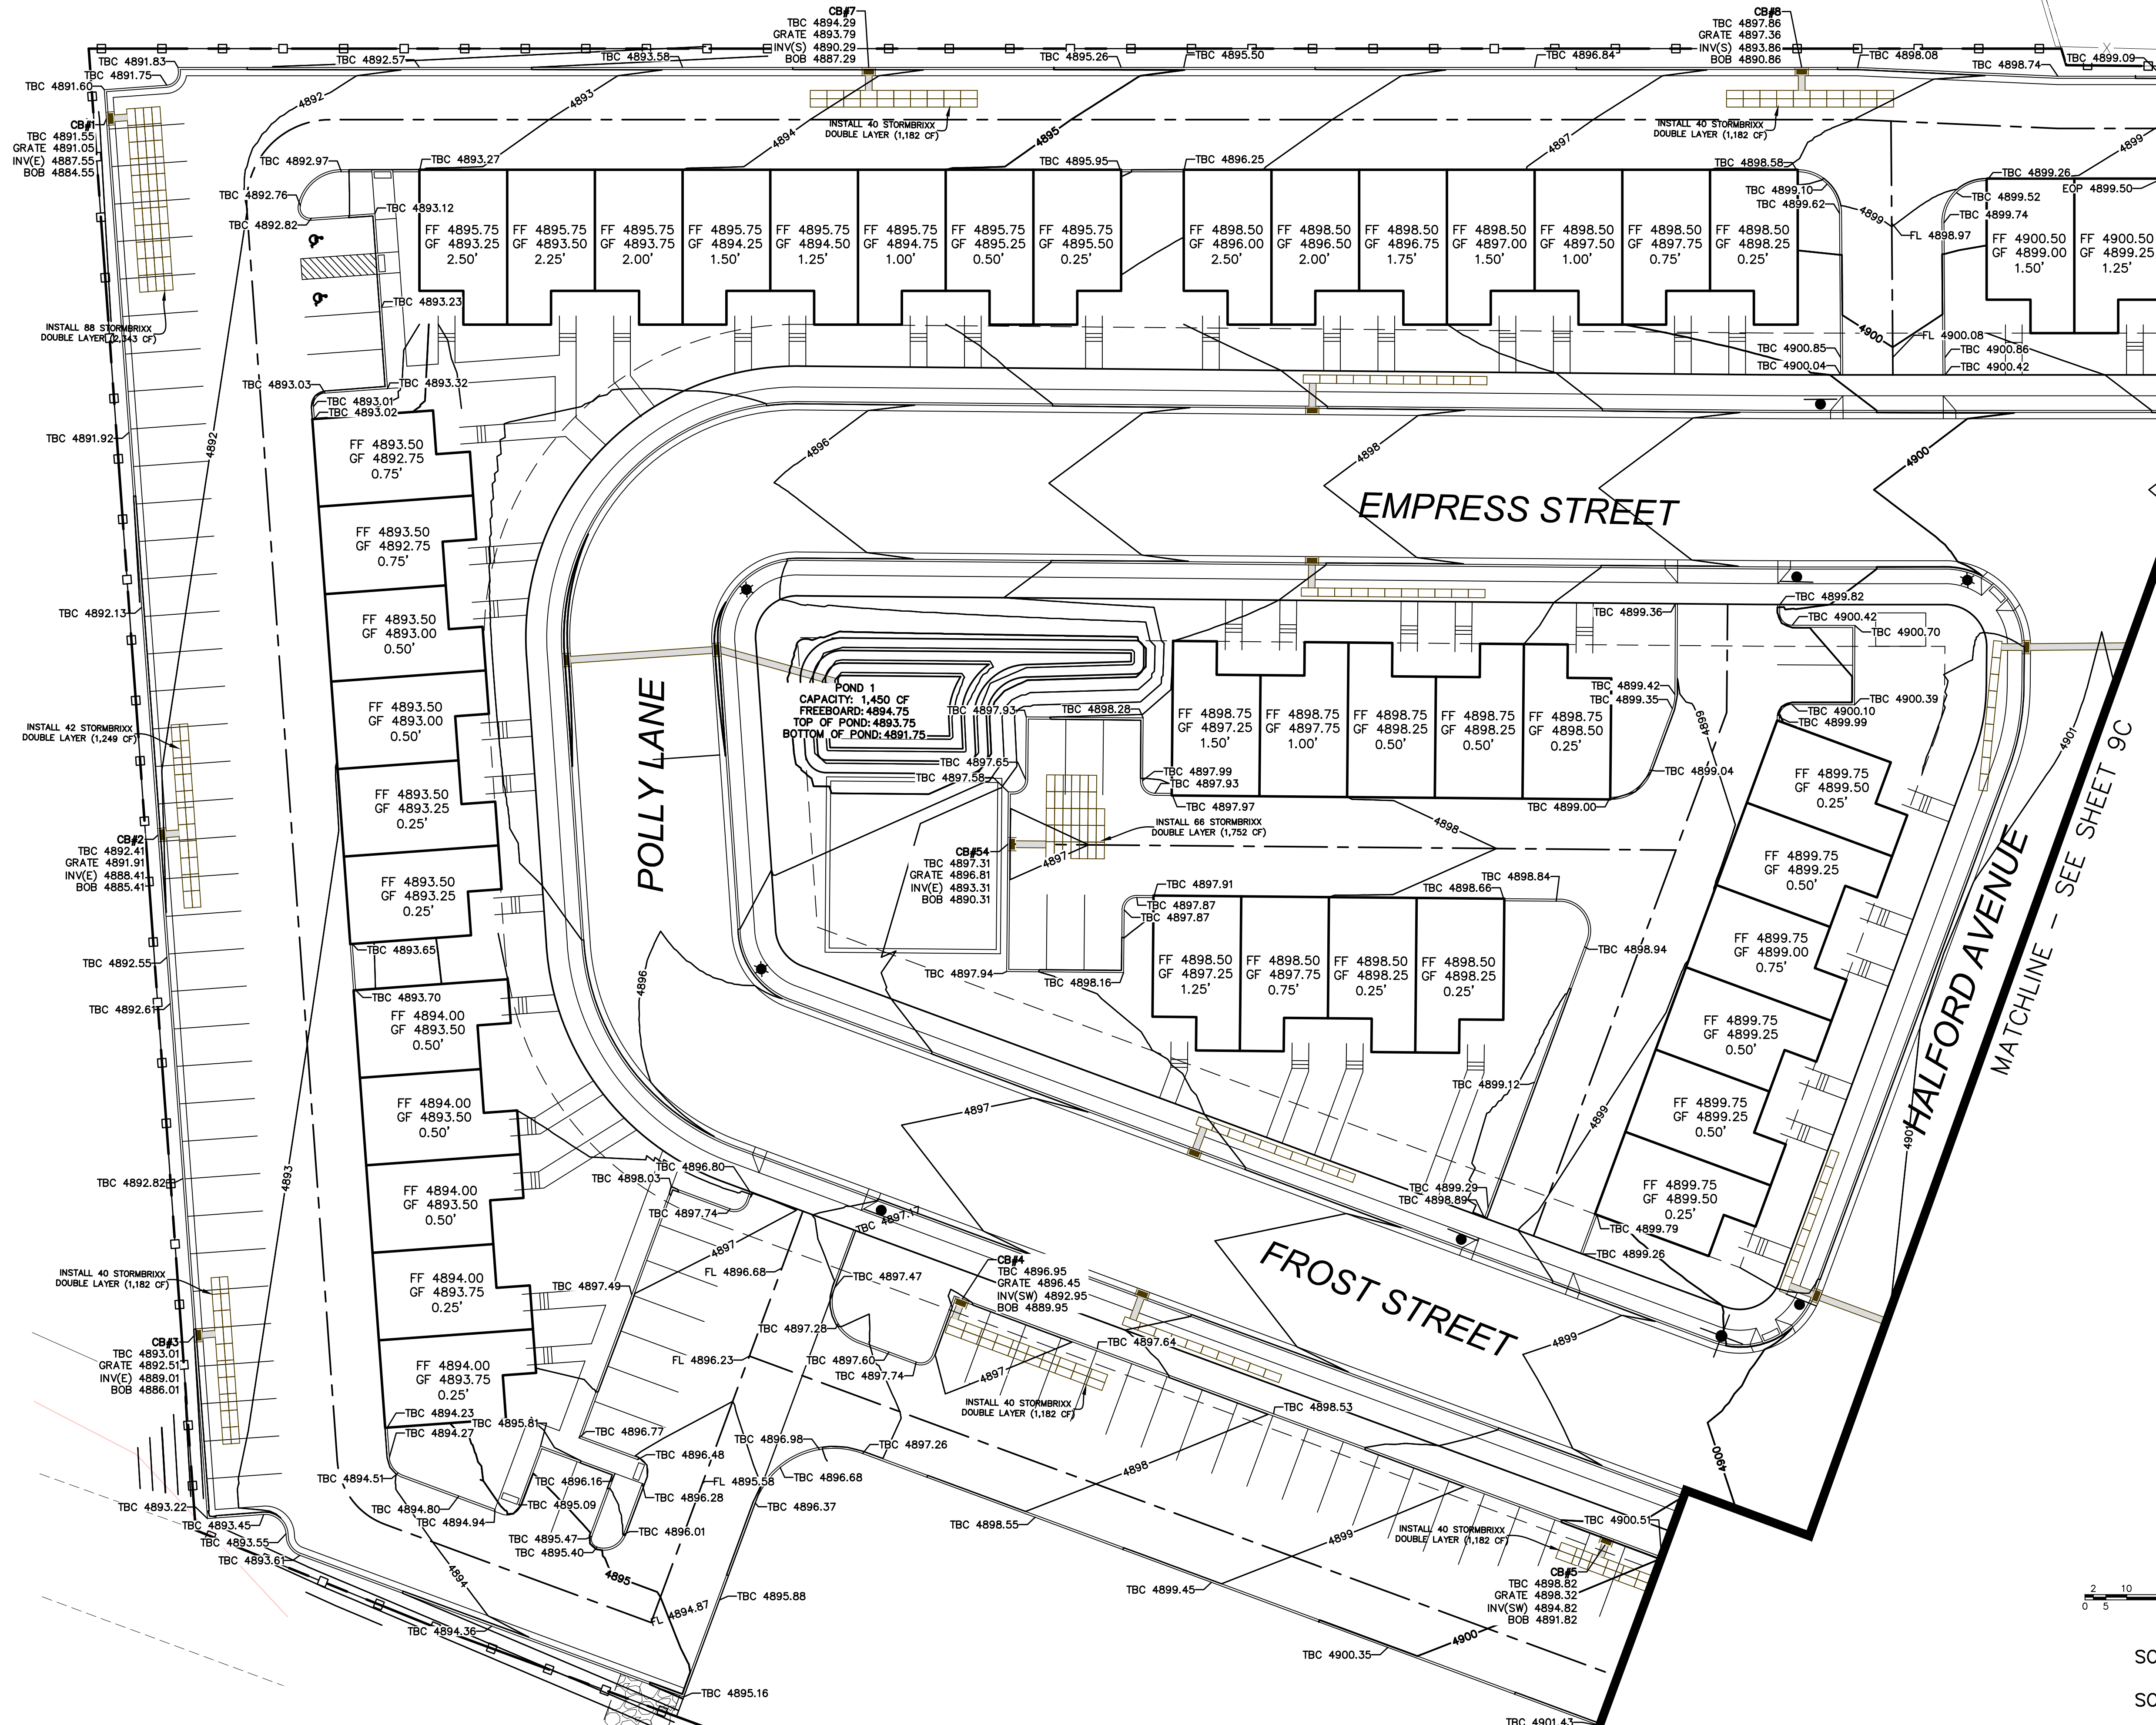 CB#7
TBC 4894.29
GRATE 4893.79
INV(S) 4890.29
BOB 4887.29
CB#8
TBC 4897.86
GRATE 4897.36
INV(S) 4893.86
BOB 4890.86
TBC 4891.83
TBC 4891.75
TBC 4891.60
TBC 4892.57
TBC 4893.58
TBC 4895.26
TBC 4895.50
TBC 4896.84
TBC 4898.08
TBC 4898.74
TBC 4899.09
4892
4893
4894
4895
4897
4899
INSTALL 40 STORMBRIXX
DOUBLE LAYER (1,182 CF)
INSTALL 40 STORMBRIXX
DOUBLE LAYER (1,182 CF)
CB#1
TBC 4891.55
GRATE 4891.05
INV(E) 4887.55
BOB 4884.55
TBC 4892.97
TBC 4893.27
TBC 4895.95
TBC 4896.25
TBC 4898.58
TBC 4899.10
TBC 4899.62
TBC 4899.26
EOP 4899.50
TBC 4899.52
TBC 4899.74
4899
FL 4898.97
TBC 4892.76
TBC 4892.82
TBC 4893.12
TBC 4893.23
FF 4895.75
GF 4893.25
2.50'
FF 4895.75
GF 4893.50
2.25'
FF 4895.75
GF 4893.75
2.00'
FF 4895.75
GF 4894.25
1.50'
FF 4895.75
GF 4894.50
1.25'
FF 4895.75
GF 4894.75
1.00'
FF 4895.75
GF 4895.25
0.50'
FF 4895.75
GF 4895.50
0.25'
FF 4898.50
GF 4896.00
2.50'
FF 4898.50
GF 4896.50
2.00'
FF 4898.50
GF 4896.75
1.75'
FF 4898.50
GF 4897.00
1.50'
FF 4898.50
GF 4897.50
1.00'
FF 4898.50
GF 4897.75
0.75'
FF 4898.50
GF 4898.25
0.25'
FF 4900.50
GF 4899.00
1.50'
FF 4900.50
GF 4899.25
1.25'
INSTALL 88 STORMBRIXX
DOUBLE LAYER (2,343 CF)
4900
FL 4900.08
TBC 4900.85
TBC 4900.04
TBC 4900.86
TBC 4900.42
TBC 4893.03
TBC 4893.32
TBC 4893.01
TBC 4893.02
TBC 4891.92
4892
FF 4893.50
GF 4892.75
0.75'
FF 4893.50
GF 4892.75
0.75'
FF 4893.50
GF 4893.00
0.50'
FF 4893.50
GF 4893.00
0.50'
FF 4893.50
GF 4893.25
0.25'
FF 4893.50
GF 4893.25
0.25'
4896
4898
4900
EMPRESS STREET
TBC 4892.13
TBC 4899.36
TBC 4899.82
TBC 4900.42
TBC 4900.70
POLLY LANE
POND 1
CAPACITY: 1,450 CF
FREEBOARD: 4894.75
TOP OF POND: 4893.75
BOTTOM OF POND: 4891.75
TBC 4897.93
TBC 4898.28
TBC 4897.65
TBC 4897.58
TBC 4897.99
TBC 4897.93
TBC 4897.97
FF 4898.75
GF 4897.25
1.50'
FF 4898.75
GF 4897.75
1.00'
FF 4898.75
GF 4898.25
0.50'
FF 4898.75
GF 4898.25
0.50'
FF 4898.75
GF 4898.50
0.25'
TBC 4899.42
TBC 4899.35
4899
TBC 4899.04
TBC 4899.00
TBC 4900.39
TBC 4900.10
TBC 4899.99
4901
MATCHLINE - SEE SHEET 9C
INSTALL 42 STORMBRIXX
DOUBLE LAYER (1,249 CF)
CB#2
TBC 4892.41
GRATE 4891.91
INV(E) 4888.41
BOB 4885.41
INSTALL 66 STORMBRIXX
DOUBLE LAYER (1,752 CF)
4898
4897
CB#54
TBC 4897.31
GRATE 4896.81
INV(E) 4893.31
BOB 4890.31
TBC 4897.91
TBC 4897.87
TBC 4897.87
TBC 4898.66
TBC 4898.84
TBC 4898.94
TBC 4897.94
TBC 4898.16
FF 4898.50
GF 4897.25
1.25'
FF 4898.50
GF 4897.75
0.75'
FF 4898.50
GF 4898.25
0.25'
FF 4898.50
GF 4898.25
0.25'
FF 4899.75
GF 4899.50
0.25'
FF 4899.75
GF 4899.25
0.50'
FF 4899.75
GF 4899.00
0.75'
FF 4899.75
GF 4899.25
0.50'
FF 4899.75
GF 4899.25
0.50'
FF 4899.75
GF 4899.50
0.25'
HALFORD AVENUE
TBC 4892.55
TBC 4892.61
TBC 4893.65
TBC 4893.70
4896
FF 4894.00
GF 4893.50
0.50'
FF 4894.00
GF 4893.50
0.50'
FF 4894.00
GF 4893.50
0.50'
FF 4894.00
GF 4893.75
0.25'
FF 4894.00
GF 4893.75
0.25'
4897
TBC 4899.12
4899
4901
TBC 4892.82
4893
TBC 4896.80
TBC 4898.03
TBC 4897.74
TBC 4897.17
4897
FL 4896.68
TBC 4897.49
TBC 4897.47
TBC 4897.28
FL 4896.23
TBC 4897.60
TBC 4897.74
CB#4
TBC 4896.95
GRATE 4896.45
INV(SW) 4892.95
BOB 4889.95
TBC 4899.29
TBC 4898.89
TBC 4899.79
TBC 4899.26
FROST STREET
4899
TBC 4897.64
4897
INSTALL 40 STORMBRIXX
DOUBLE LAYER (1,182 CF)
TBC 4898.53
INSTALL 40 STORMBRIXX
DOUBLE LAYER (1,182 CF)
CB#3
TBC 4893.01
GRATE 4892.51
INV(E) 4889.01
BOB 4886.01
TBC 4894.23
TBC 4894.27
TBC 4895.81
TBC 4896.77
TBC 4896.48
TBC 4896.98
TBC 4897.26
TBC 4896.68
FL 4895.58
TBC 4896.16
TBC 4896.28
TBC 4896.37
TBC 4894.51
TBC 4894.80
TBC 4894.94
TBC 4895.09
TBC 4895.47
TBC 4895.40
TBC 4896.01
4898
4899
4900
TBC 4898.55
TBC 4893.22
TBC 4893.45
TBC 4893.55
TBC 4893.61
4894
4895
FL 4894.87
TBC 4895.88
TBC 4894.36
TBC 4895.16
TBC 4899.45
TBC 4900.51
INSTALL 40 STORMBRIXX
DOUBLE LAYER (1,182 CF)
CB#5
TBC 4898.82
GRATE 4898.32
INV(SW) 4894.82
BOB 4891.82
4900
TBC 4900.35
TBC 4901.43
2 10
0 5
SC
SC